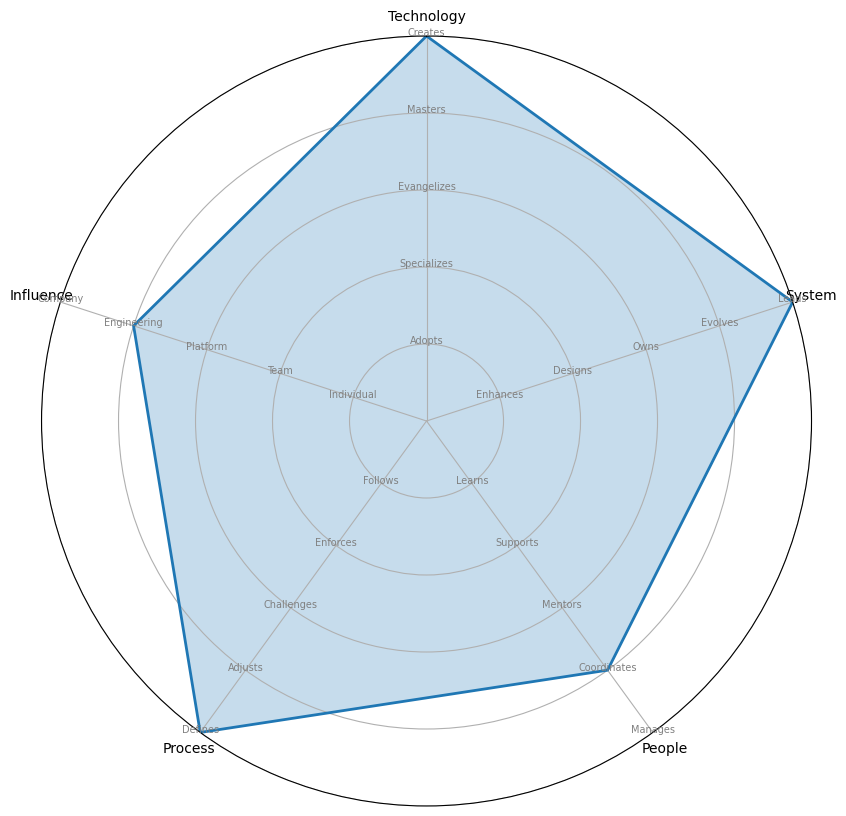 Technology
Creates
Masters
Evangelizes
Specializes
Adopts
Influence
Company
Engineering
Platform
Team
Individual
System
Evolves
Owns
Designs
Enhances
Follows
Enforces
Challenges
Adjusts
Defines
Process
Learns
Supports
Mentors
Coordinates
Manages
People